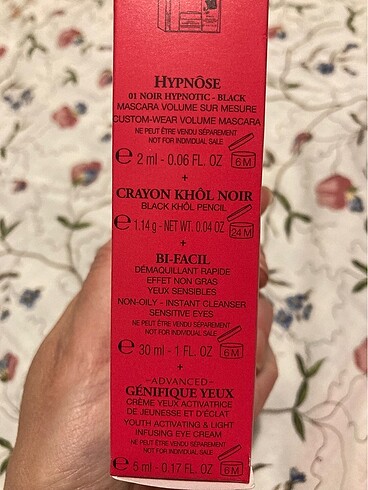 HYPNÔSE
01 NOIR HYPNOTIC - BLACK
MASCARA VOLUME SUR MESURE
CUSTOM-WEAR VOLUME MASCARA
NE PEUT ÊTRE VENDU SÉPAREMENT
NOT FOR INDIVIDUAL SALE
℮ 2 ml - 0.06 FL. OZ 6M
+
CRAYON KHÔL NOIR
BLACK KHÔL PENCIL
℮ 1.14 g - NET WT. 0.04 OZ 24 M
+
BI-FACIL
DÉMAQUILLANT RAPIDE
EFFET NON GRAS
YEUX SENSIBLES
NON-OILY - INSTANT CLEANSER
SENSITIVE EYES
NE PEUT ÊTRE VENDU SÉPAREMENT
NOT FOR INDIVIDUAL SALE
℮ 30 ml - 1 FL. OZ 6M
+
-ADVANCED-
GÉNIFIQUE YEUX
CRÈME YEUX ACTIVATRICE
DE JEUNESSE ET D'ÉCLAT
YOUTH ACTIVATING & LIGHT
INFUSING EYE CREAM
NE PEUT ÊTRE VENDU SÉPAREMENT
NOT FOR INDIVIDUAL SALE
℮ 5 ml - 0.17 FL. OZ 6M